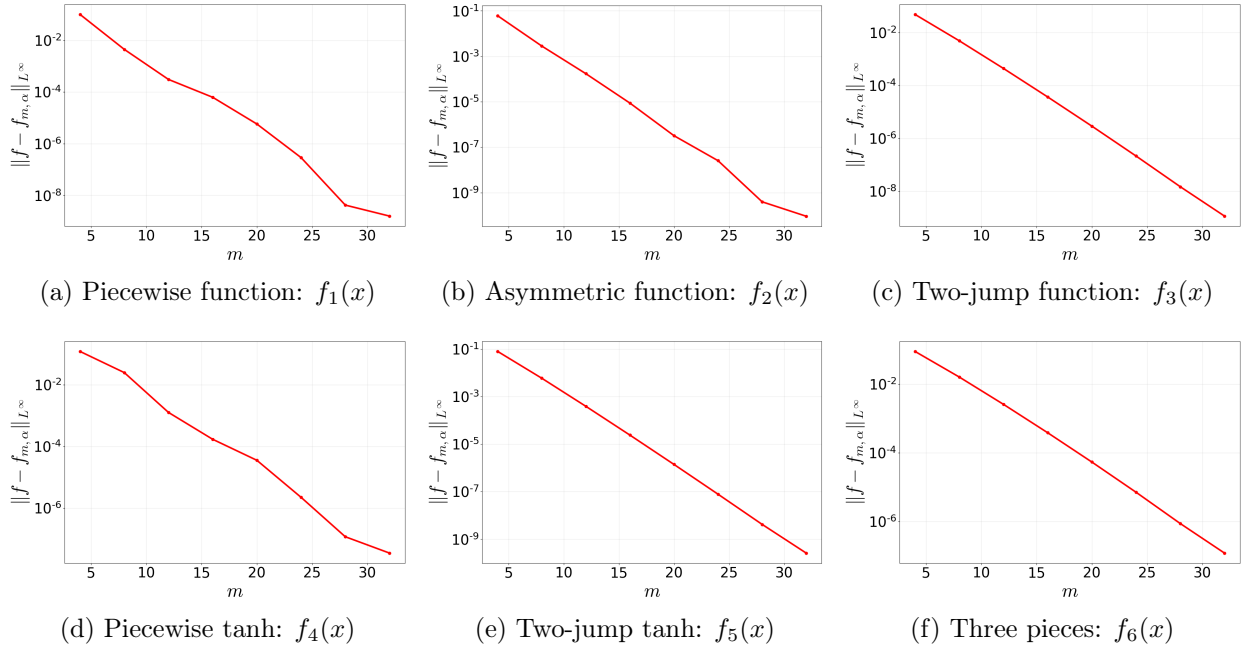 10^-2
10^-4
10^-6
10^-8
||f − f_{m,α}||_{L^∞}
5 10 15 20 25 30
m
(a) Piecewise function: f_1(x)
10^-1
10^-3
10^-5
10^-7
10^-9
||f − f_{m,α}||_{L^∞}
5 10 15 20 25 30
m
(b) Asymmetric function: f_2(x)
10^-2
10^-4
10^-6
10^-8
||f − f_{m,α}||_{L^∞}
5 10 15 20 25 30
m
(c) Two-jump function: f_3(x)
10^-2
10^-4
10^-6
||f − f_{m,α}||_{L^∞}
5 10 15 20 25 30
m
(d) Piecewise tanh: f_4(x)
10^-1
10^-3
10^-5
10^-7
10^-9
||f − f_{m,α}||_{L^∞}
5 10 15 20 25 30
m
(e) Two-jump tanh: f_5(x)
10^-2
10^-4
10^-6
||f − f_{m,α}||_{L^∞}
5 10 15 20 25 30
m
(f) Three pieces: f_6(x)